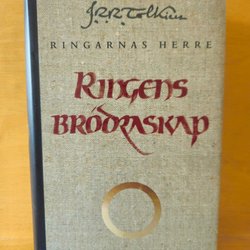 J.R.R. Tolkien
RINGARNAS HERRE
RINGENS
BRÖDRASKAP